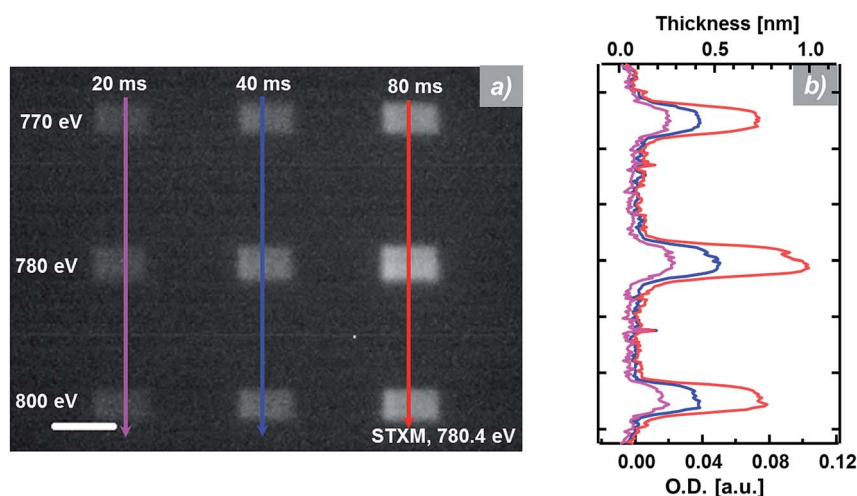 20 ms 40 ms 80 ms a)
770 eV
780 eV
800 eV
STXM, 780.4 eV
Thickness [nm]
0.0 0.5 1.0
b)
0.00 0.04 0.08 0.12
O.D. [a.u.]